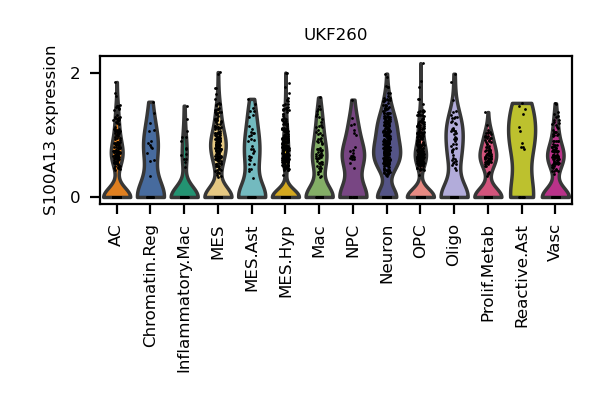 UKF260
S100A13 expression
2
0
AC
Chromatin.Reg
Inflammatory.Mac
MES
MES.Ast
MES.Hyp
Mac
NPC
Neuron
OPC
Oligo
Prolif.Metab
Reactive.Ast
Vasc